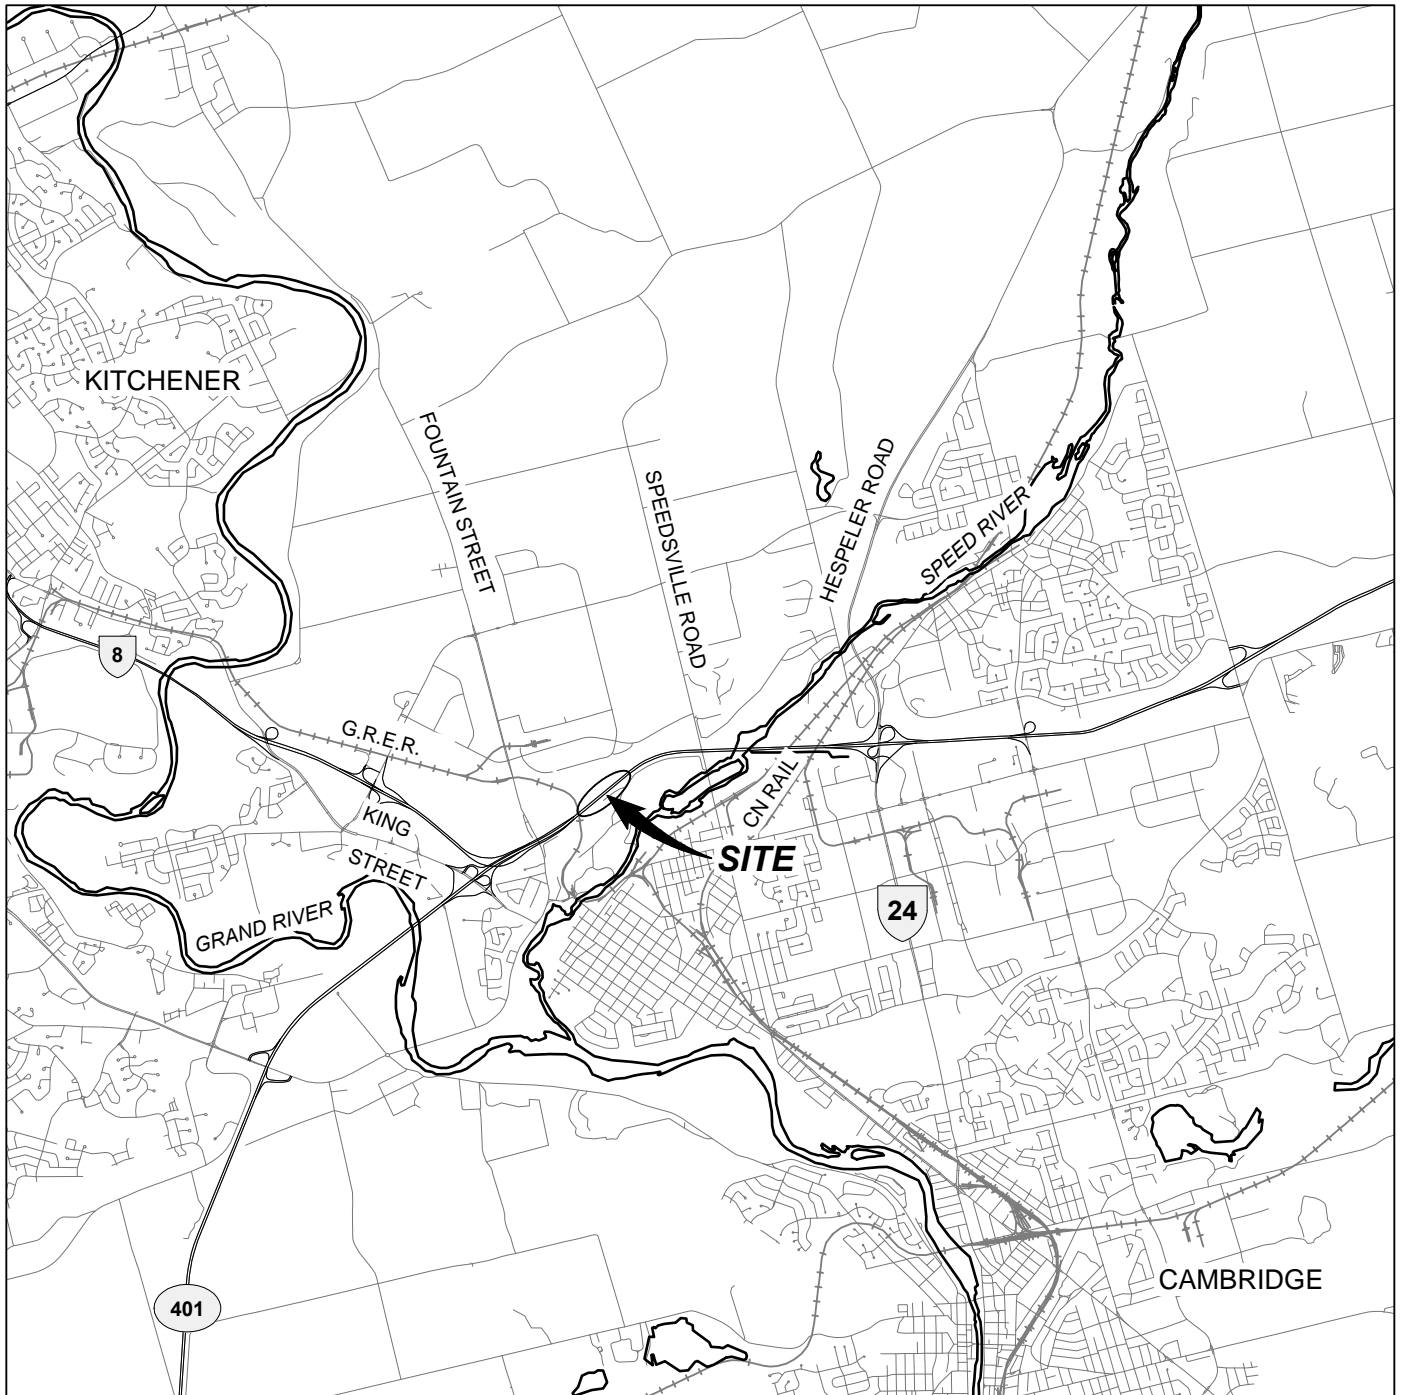 KITCHENER
FOUNTAIN STREET
SPEEDSVILLE ROAD
HESPELER ROAD
SPEED RIVER
8
G.R.E.R.
CN RAIL
KING
STREET
SITE
24
GRAND RIVER
CAMBRIDGE
401